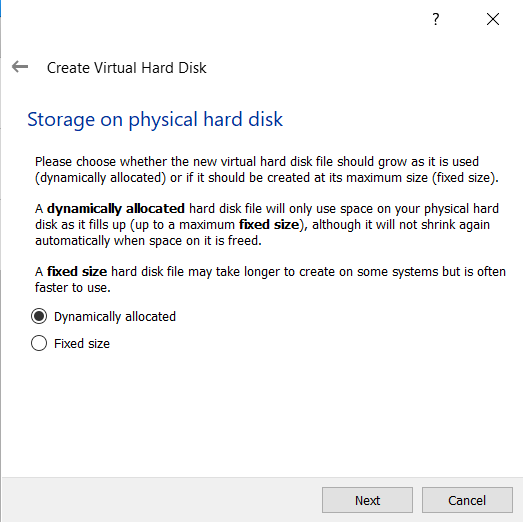 ?
Create Virtual Hard Disk
Storage on physical hard disk
Please choose whether the new virtual hard disk file should grow as it is used
(dynamically allocated) or if it should be created at its maximum size (fixed size).
A dynamically allocated hard disk file will only use space on your physical hard
disk as it fills up (up to a maximum fixed size), although it will not shrink again
automatically when space on it is freed.
A fixed size hard disk file may take longer to create on some systems but is often
faster to use.
Dynamically allocated
Fixed size
Next Cancel